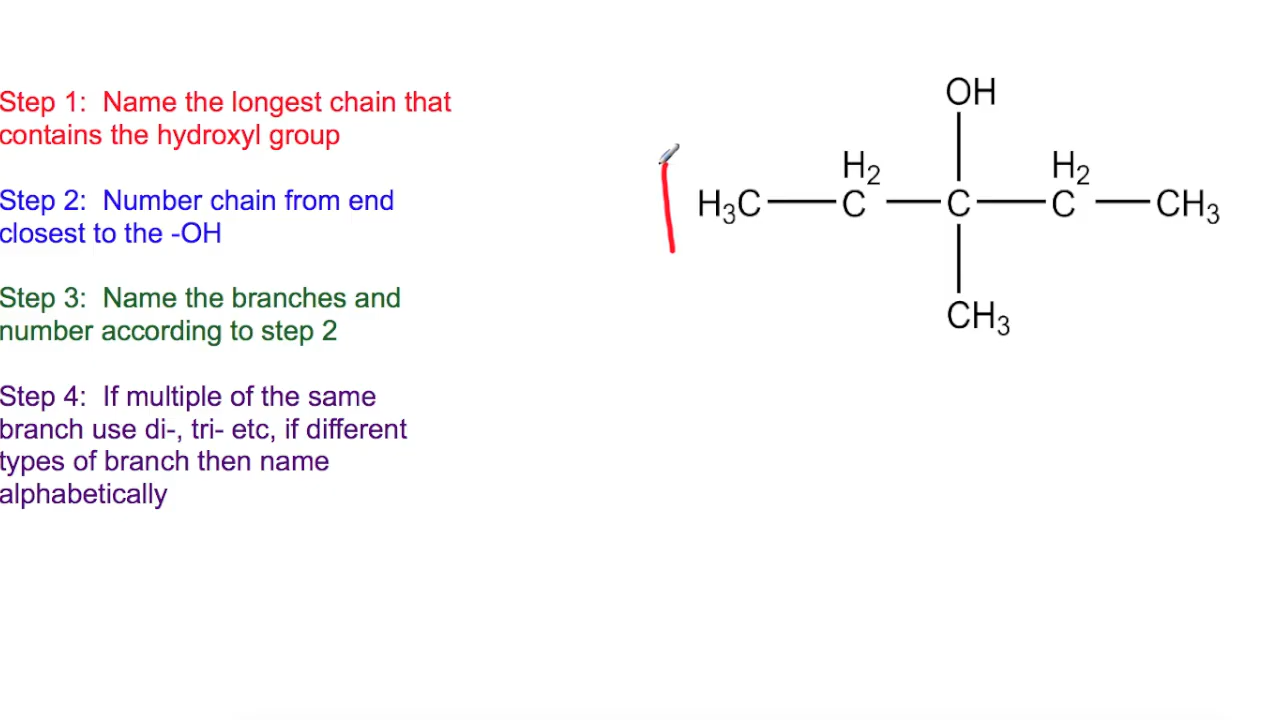 Step 1:  Name the longest chain that
contains the hydroxyl group
Step 2:  Number chain from end
closest to the -OH
Step 3:  Name the branches and
number according to step 2
Step 4:  If multiple of the same
branch use di-, tri- etc, if different
types of branch then name
alphabetically
OH
H2 H2
H3C C C C CH3
CH3